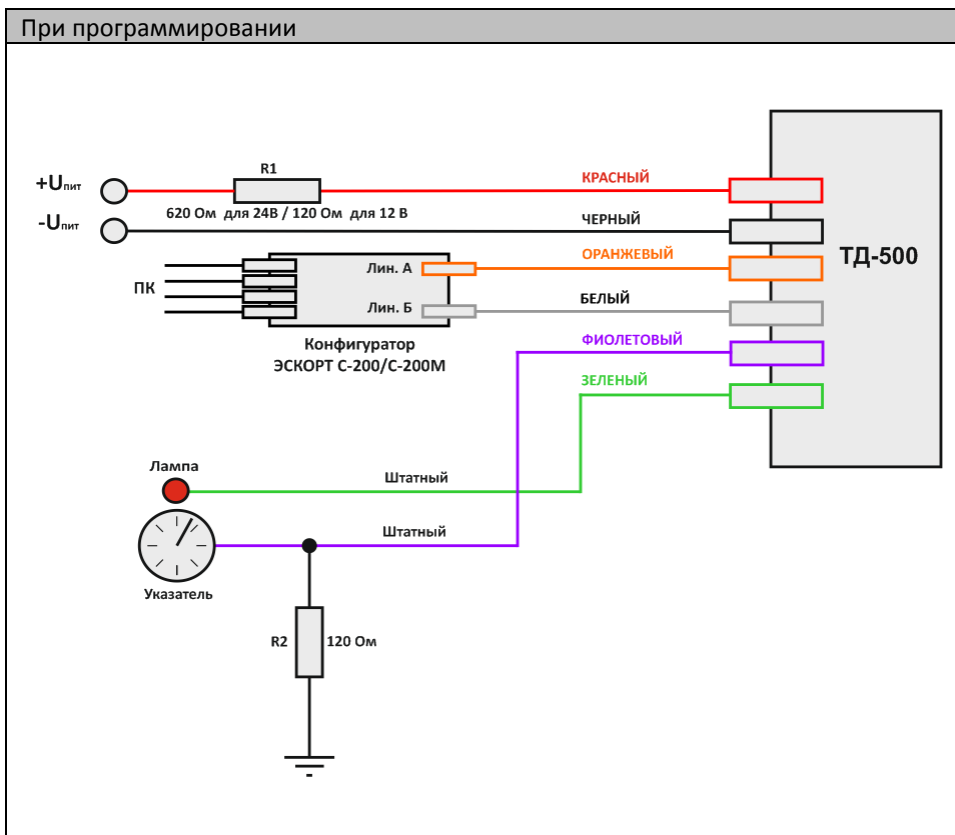 При программировании
+Uпит
R1
КРАСНЫЙ
620 Ом для 24В / 120 Ом для 12 В
-Uпит
ЧЕРНЫЙ
ОРАНЖЕВЫЙ
ТД-500
ПК
Лин. А
Лин. Б
БЕЛЫЙ
Конфигуратор
ЭСКОРТ С-200/С-200М
ФИОЛЕТОВЫЙ
ЗЕЛЕНЫЙ
Лампа
Штатный
Штатный
Указатель
R2
120 Ом